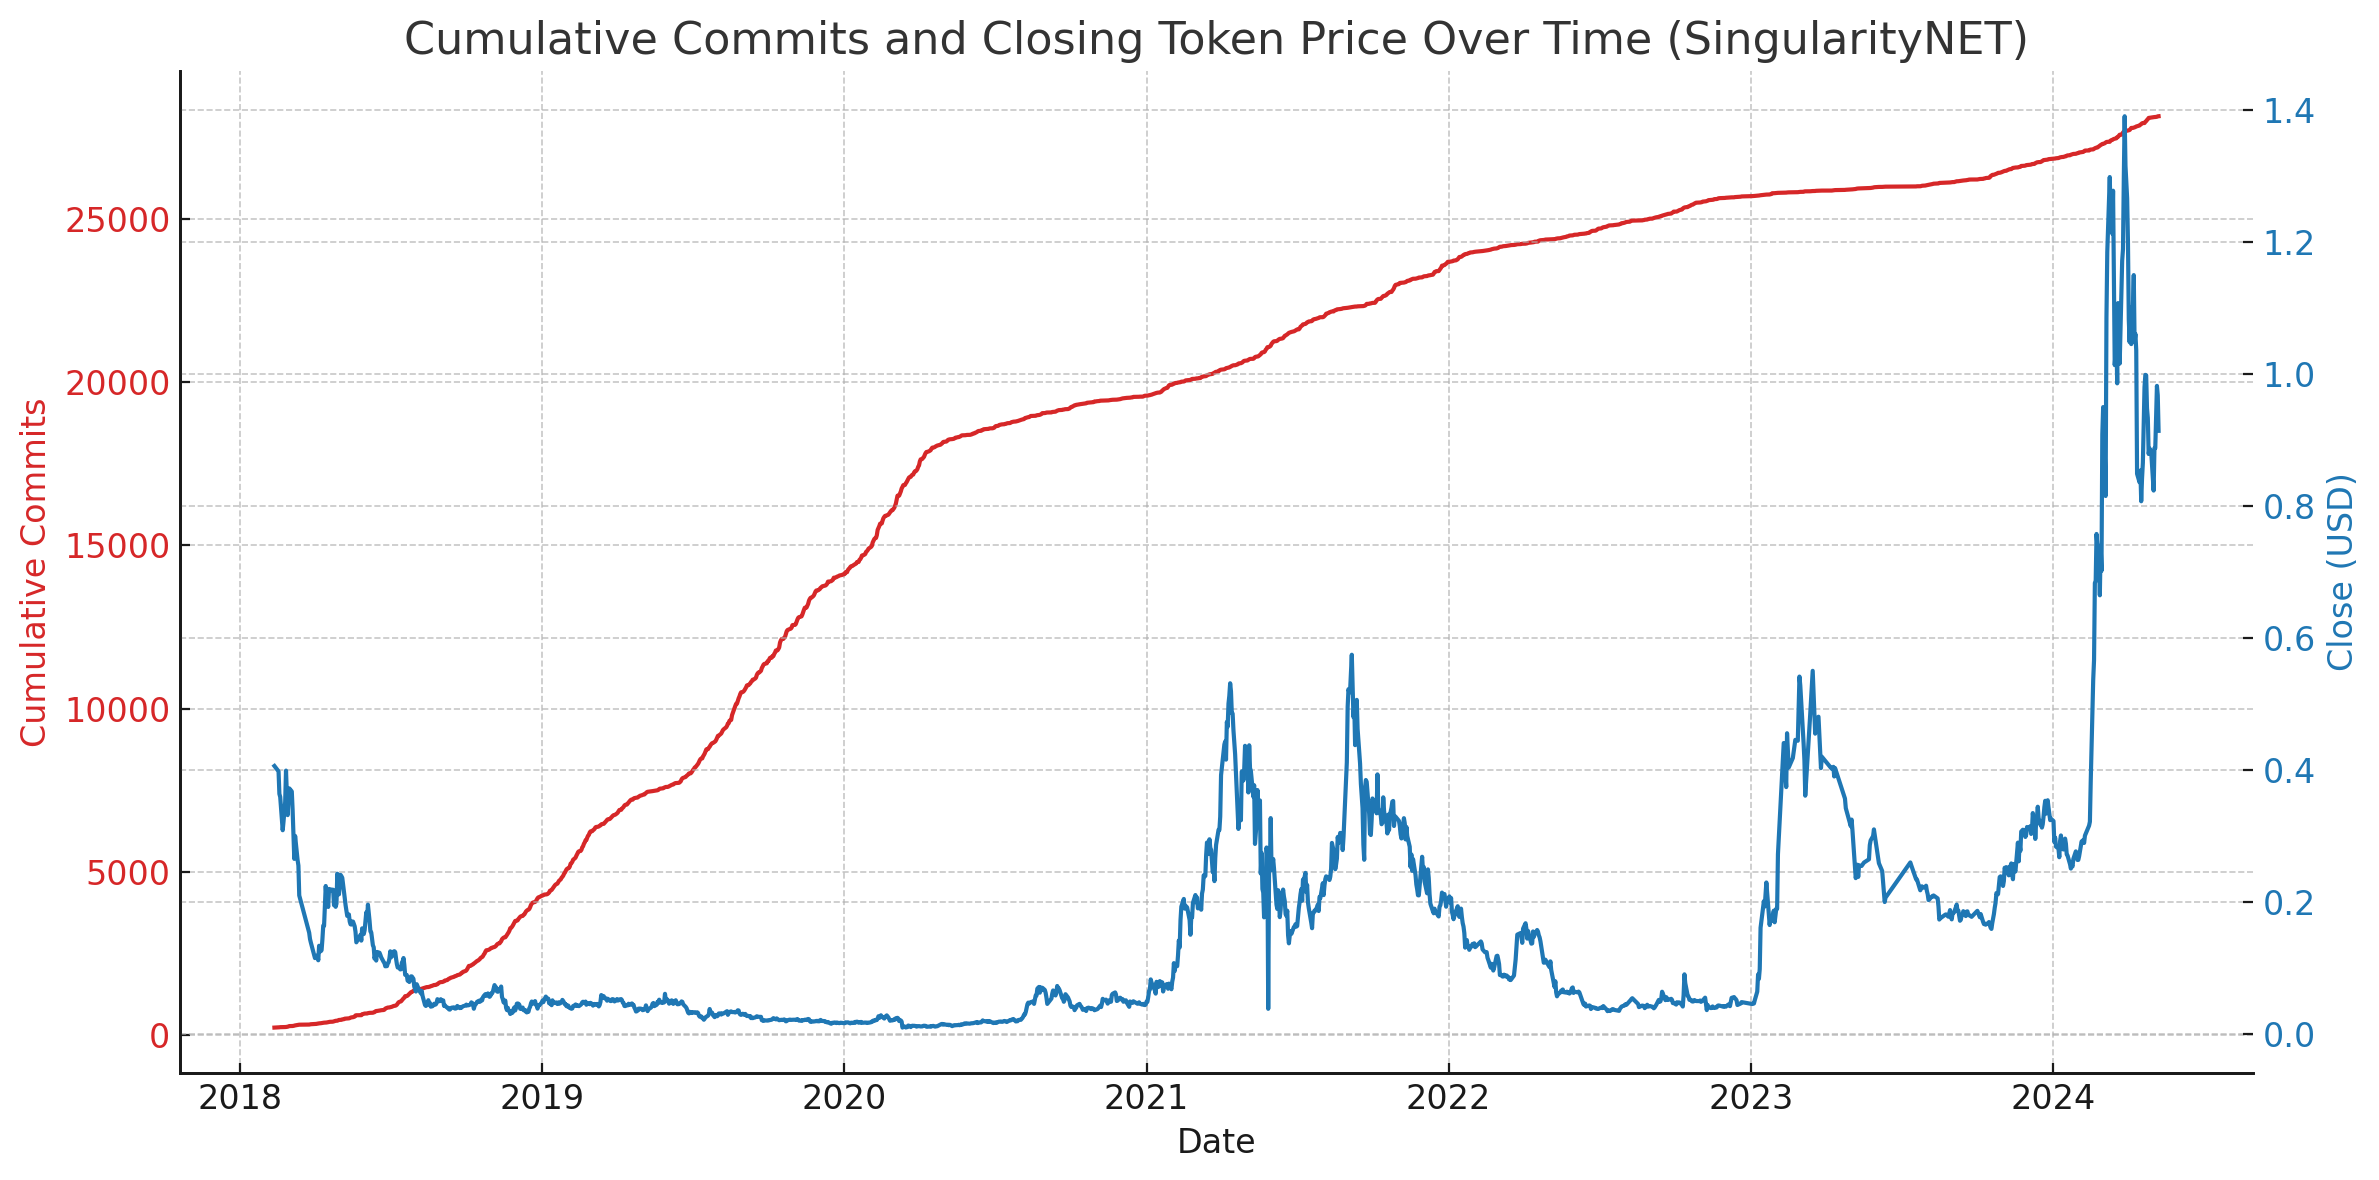 Cumulative Commits and Closing Token Price Over Time (SingularityNET)
Cumulative Commits
25000
20000
15000
10000
5000
0
1.4
1.2
1.0
0.8
0.6
0.4
0.2
0.0
Close (USD)
2018 2019 2020 2021 2022 2023 2024
Date